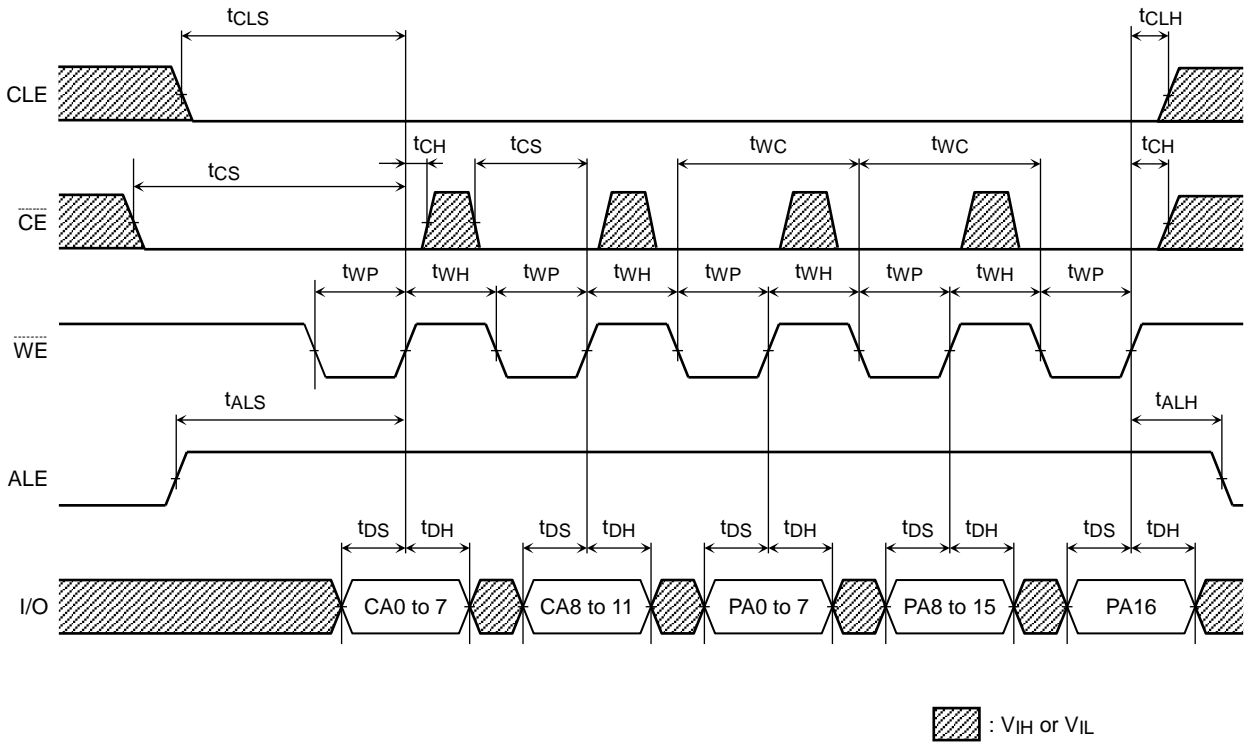 tCLS tCLH
CLE
tCH tCS tWC tWC tCH
tCS
CE
tWP tWH tWP tWH tWP tWH tWP tWH tWP
WE
tALS tALH
ALE
tDS tDH tDS tDH tDS tDH tDS tDH tDS tDH
I/O CA0 to 7 CA8 to 11 PA0 to 7 PA8 to 15 PA16
: VIH or VIL